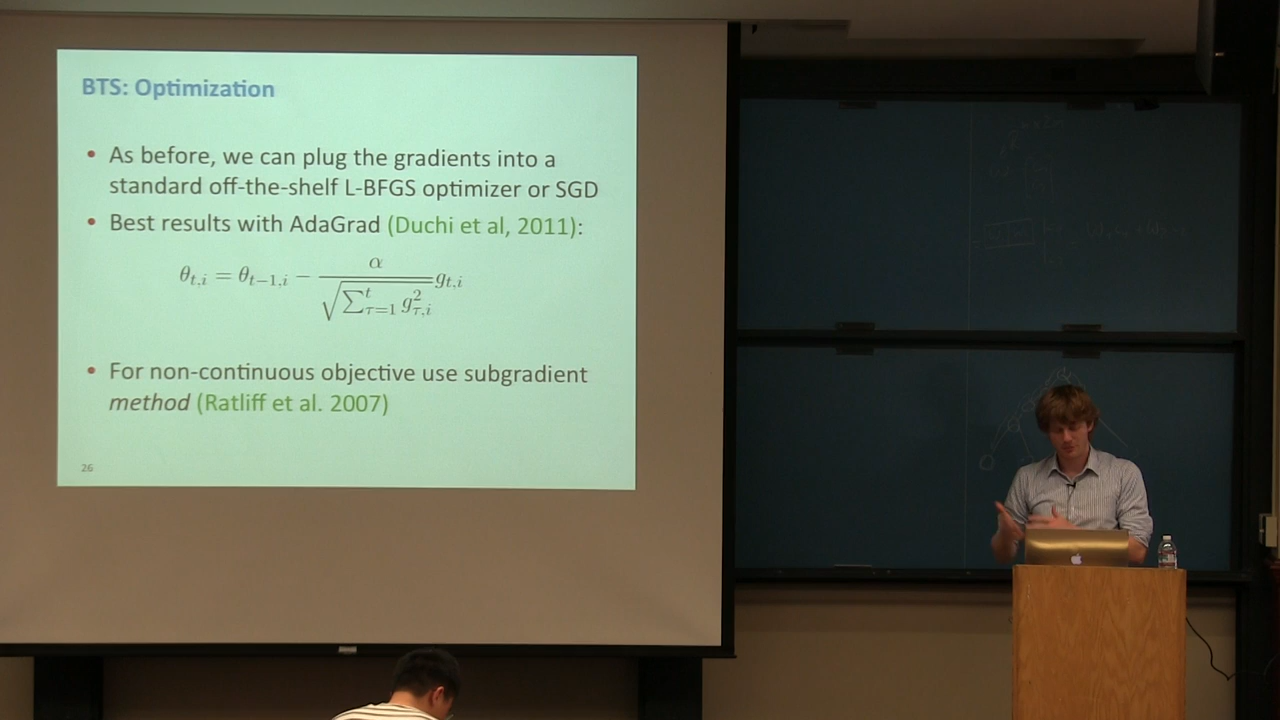 BTS: Optimization
• As before, we can plug the gradients into a
standard off-the-shelf L-BFGS optimizer or SGD
• Best results with AdaGrad (Duchi et al, 2011):
θ_{t,i} = θ_{t−1,i} − \frac{α}{\sqrt{∑_{τ=1}^{t} g_{τ,i}^{2}}} g_{t,i}
• For non-continuous objective use subgradient
method (Ratliff et al. 2007)
26